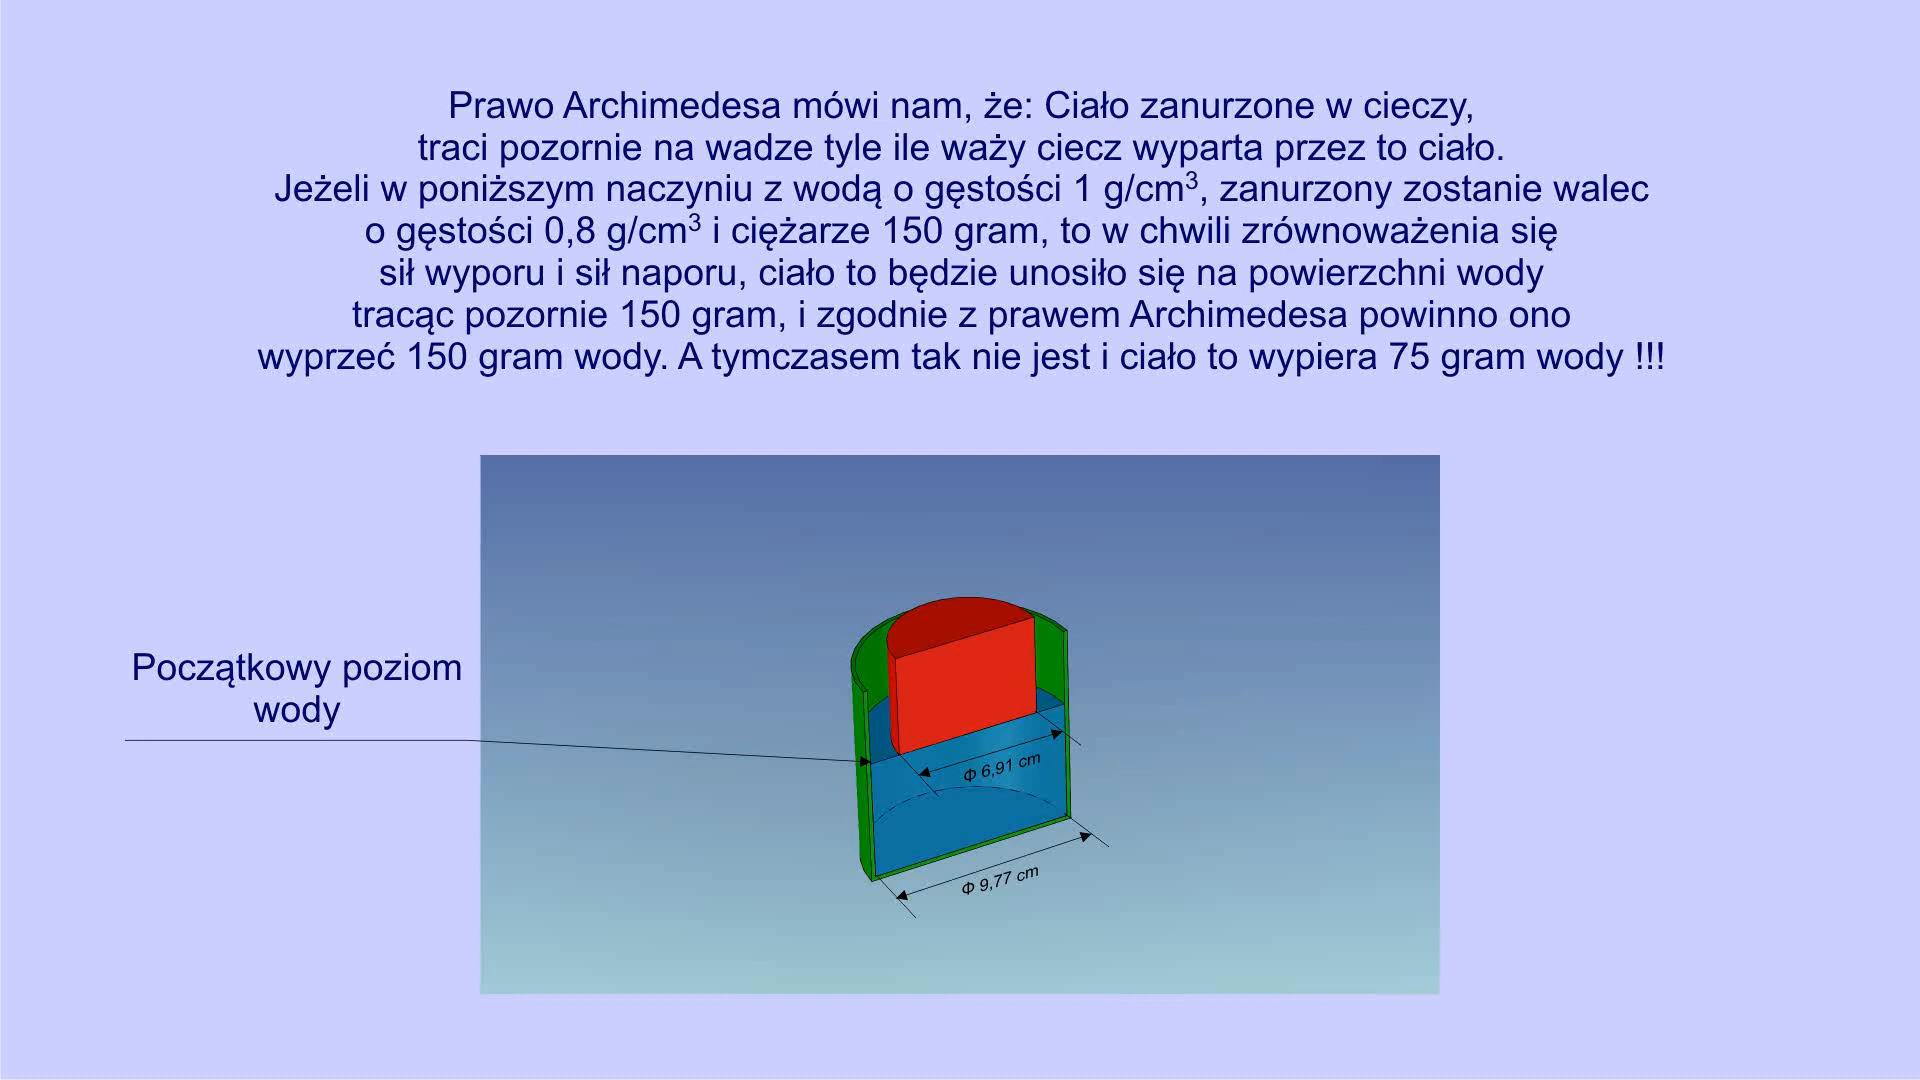 Prawo Archimedesa mówi nam, że: Ciało zanurzone w cieczy,
traci pozornie na wadze tyle ile waży ciecz wyparta przez to ciało.
Jeżeli w poniższym naczyniu z wodą o gęstości 1 g/cm³, zanurzony zostanie walec
o gęstości 0,8 g/cm³ i ciężarze 150 gram, to w chwili zrównoważenia się
sił wyporu i sił naporu, ciało to będzie unosiło się na powierzchni wody
tracąc pozornie 150 gram, i zgodnie z prawem Archimedesa powinno ono
wyprzeć 150 gram wody. A tymczasem tak nie jest i ciało to wypiera 75 gram wody !!!
Początkowy poziom
wody
Φ 6,91 cm
Φ 9,77 cm